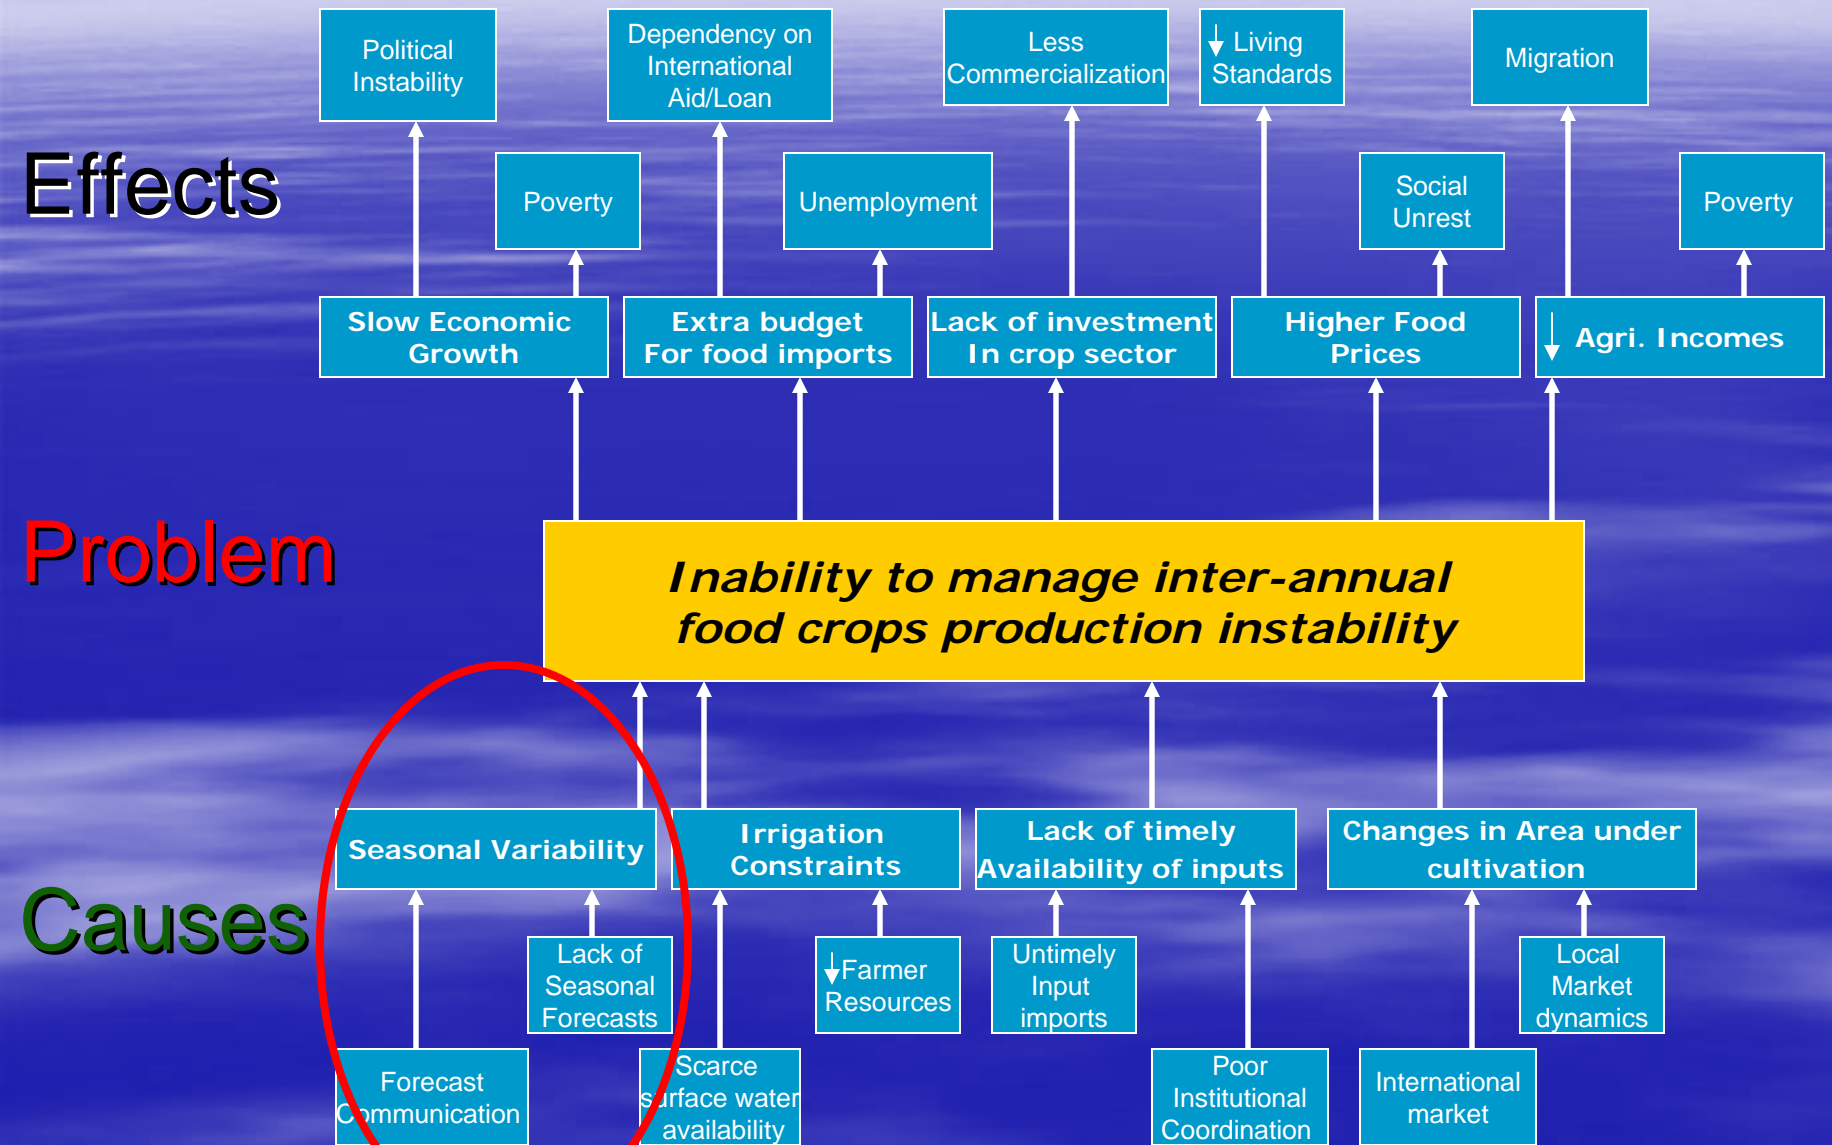 Political
Instability
Dependency on
International
Aid/Loan
Less
Commercialization
↓ Living
Standards
Migration
Effects
Poverty
Unemployment
Social
Unrest
Poverty
Slow Economic
Growth
Extra budget
For food imports
Lack of investment
In crop sector
Higher Food
Prices
↓ Agri. Incomes
Problem
Inability to manage inter-annual
food crops production instability
Seasonal Variability
Irrigation
Constraints
Lack of timely
Availability of inputs
Changes in Area under
cultivation
Causes
Lack of
Seasonal
Forecasts
↓ Farmer
Resources
Untimely
Input
imports
Local
Market
dynamics
Forecast
Communication
Scarce
surface water
availability
Poor
Institutional
Coordination
International
market